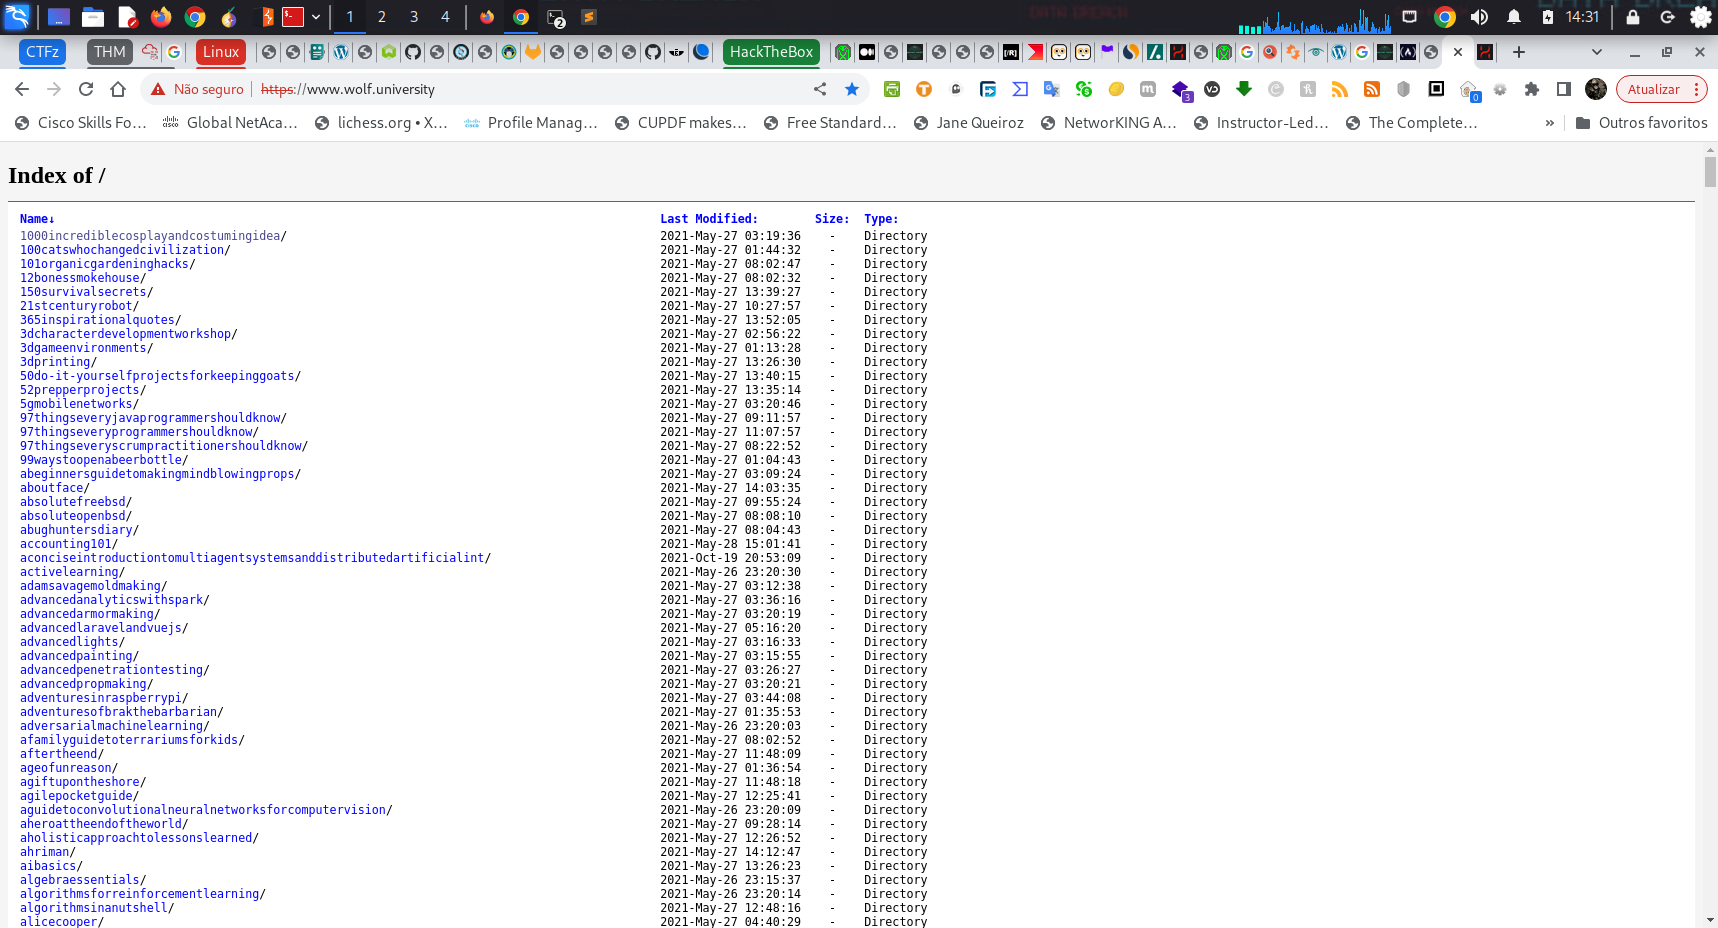 1 2 3 4 2 14:31
CTFz THM Linux HackTheBox
Não seguro https://www.wolf.university 3 0 Atualizar
Cisco Skills Fo... Global NetAca... lichess.org • X... Profile Manag... CUPDF makes... Free Standard... Jane Queiroz NetworKING A... Instructor-Led... The Complete... » Outros favoritos
Index of /
Name↓ Last Modified: Size: Type:
1000incrediblecosplayandcostumingidea/ 2021-May-27 03:19:36 - Directory
100catswhochangedcivilization/ 2021-May-27 01:44:32 - Directory
101organicgardeninghacks/ 2021-May-27 08:02:47 - Directory
12bonessmokehouse/ 2021-May-27 08:02:32 - Directory
150survivalsecrets/ 2021-May-27 13:39:27 - Directory
21stcenturyrobot/ 2021-May-27 10:27:57 - Directory
365inspirationalquotes/ 2021-May-27 13:52:05 - Directory
3dcharacterdevelopmentworkshop/ 2021-May-27 02:56:22 - Directory
3dgameenvironments/ 2021-May-27 01:13:28 - Directory
3dprinting/ 2021-May-27 13:26:30 - Directory
50do-it-yourselfprojectsforkeepinggoats/ 2021-May-27 13:40:15 - Directory
52prepperprojects/ 2021-May-27 13:35:14 - Directory
5gmobilenetworks/ 2021-May-27 03:20:46 - Directory
97thingseveryjavaprogrammershouldknow/ 2021-May-27 09:11:57 - Directory
97thingseveryprogrammershouldknow/ 2021-May-27 11:07:57 - Directory
97thingseveryscrumpractitionershouldknow/ 2021-May-27 08:22:52 - Directory
99waystoopenabeerbottle/ 2021-May-27 01:04:43 - Directory
abeginnersguidetomakingmindblowingprops/ 2021-May-27 03:09:24 - Directory
aboutface/ 2021-May-27 14:03:35 - Directory
absolutefreebsd/ 2021-May-27 09:55:24 - Directory
absoluteopenbsd/ 2021-May-27 08:08:10 - Directory
abughuntersdiary/ 2021-May-27 08:04:43 - Directory
accounting101/ 2021-May-28 15:01:41 - Directory
aconciseintroductiontomultiagentsystemsanddistributedartificialint/ 2021-Oct-19 20:53:09 - Directory
activelearning/ 2021-May-26 23:20:30 - Directory
adamsavagemoldmaking/ 2021-May-27 03:12:38 - Directory
advancedanalyticswithspark/ 2021-May-27 03:36:16 - Directory
advancedarmormaking/ 2021-May-27 03:20:19 - Directory
advancedlaravelandvuejs/ 2021-May-27 05:16:20 - Directory
advancedlights/ 2021-May-27 03:16:33 - Directory
advancedpainting/ 2021-May-27 03:15:55 - Directory
advancedpenetrationtesting/ 2021-May-27 03:26:27 - Directory
advancedpropmaking/ 2021-May-27 03:20:21 - Directory
adventuresinraspberrypi/ 2021-May-27 03:44:08 - Directory
adventuresofbrakthebarbarian/ 2021-May-27 01:35:53 - Directory
adversarialmachinelearning/ 2021-May-26 23:20:03 - Directory
afamilyguidetoterrariumsforkids/ 2021-May-27 08:02:52 - Directory
aftertheend/ 2021-May-27 11:48:09 - Directory
ageofunreason/ 2021-May-27 01:36:54 - Directory
agiftupontheshore/ 2021-May-27 11:48:18 - Directory
agilepocketguide/ 2021-May-27 12:25:41 - Directory
aguidetoconvolutionalneuralnetworksforcomputervision/ 2021-May-26 23:20:09 - Directory
aheroattheendoftheworld/ 2021-May-27 09:28:14 - Directory
aholisticapproachtolessonslearned/ 2021-May-27 12:26:52 - Directory
ahriman/ 2021-May-27 14:12:47 - Directory
aibasics/ 2021-May-27 13:26:23 - Directory
algebraessentials/ 2021-May-26 23:15:37 - Directory
algorithmsforreinforcementlearning/ 2021-May-26 23:20:14 - Directory
algorithmsinanutshell/ 2021-May-27 12:48:16 - Directory
alicecooper/ 2021-May-27 04:40:29 - Directory